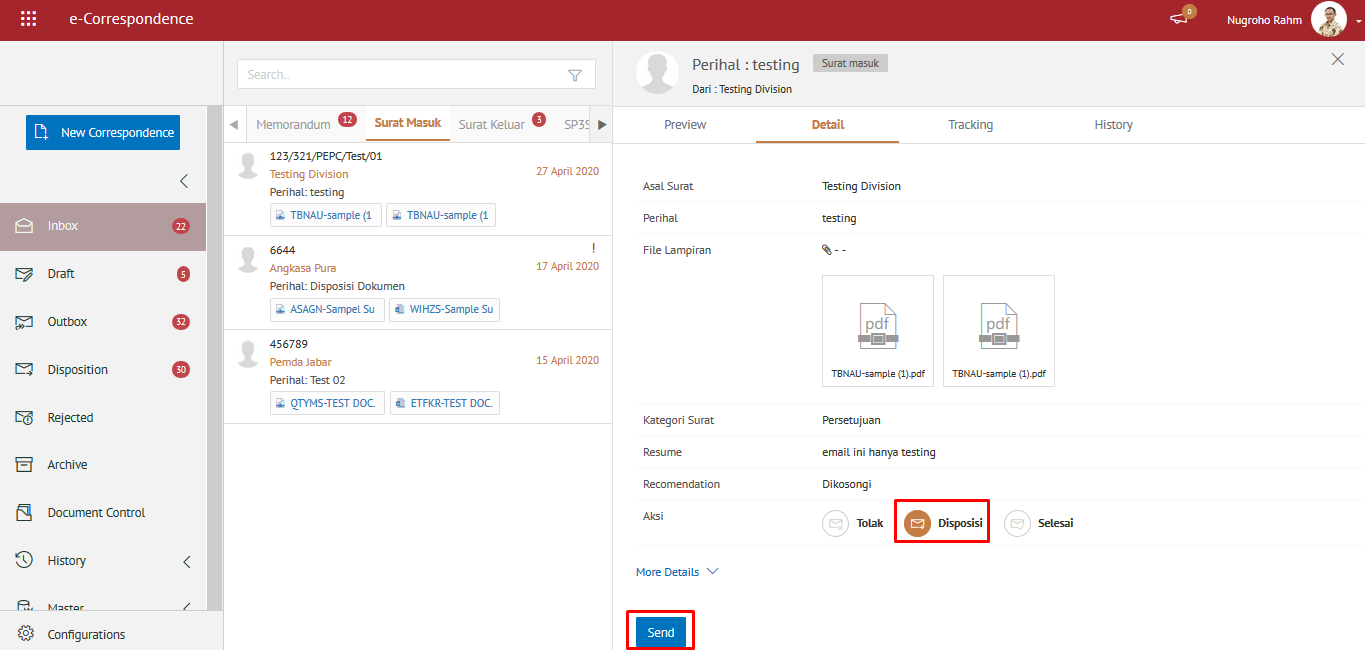 e-Correspondence
0
Nugroho Rahm
New Correspondence
Inbox 22
Draft 5
Outbox 32
Disposition 30
Rejected
Archive
Document Control
History
Master
Configurations
Search..
Memorandum 12 Surat Masuk Surat Keluar 3 SP3S
123/321/PEPC/Test/01
Testing Division 27 April 2020
Perihal: testing
TBNAU-sample (1 TBNAU-sample (1
6644 !
Angkasa Pura 17 April 2020
Perihal: Disposisi Dokumen
ASAGN-Sampel Su WIHZS-Sample Su
456789
Pemda Jabar 15 April 2020
Perihal: Test 02
QTYMS-TEST DOC. ETFKR-TEST DOC.
Perihal : testing Surat masuk
Dari : Testing Division
Preview Detail Tracking History
Asal Surat Testing Division
Perihal testing
File Lampiran - -
pdf pdf
TBNAU-sample (1).pdf TBNAU-sample (1).pdf
Kategori Surat Persetujuan
Resume email ini hanya testing
Recomendation Dikosongi
Aksi Tolak Disposisi Selesai
More Details
Send